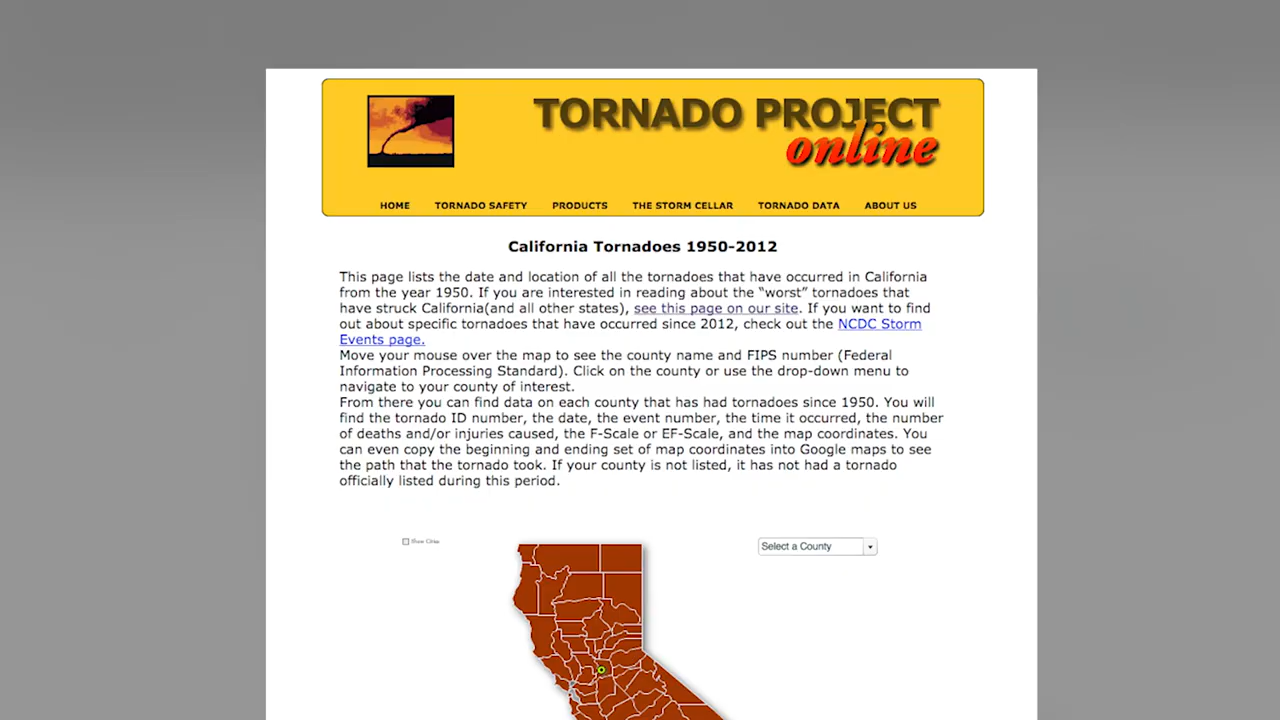 TORNADO PROJECT
online
HOME TORNADO SAFETY PRODUCTS THE STORM CELLAR TORNADO DATA ABOUT US
California Tornadoes 1950-2012
This page lists the date and location of all the tornadoes that have occurred in California
from the year 1950. If you are interested in reading about the “worst” tornadoes that
have struck California(and all other states), see this page on our site. If you want to find
out about specific tornadoes that have occurred since 2012, check out the NCDC Storm
Events page.
Move your mouse over the map to see the county name and FIPS number (Federal
Information Processing Standard). Click on the county or use the drop-down menu to
navigate to your county of interest.
From there you can find data on each county that has had tornadoes since 1950. You will
find the tornado ID number, the date, the event number, the time it occurred, the number
of deaths and/or injuries caused, the F-Scale or EF-Scale, and the map coordinates. You
can even copy the beginning and ending set of map coordinates into Google maps to see
the path that the tornado took. If your county is not listed, it has not had a tornado
officially listed during this period.
Show Cities
Select a County